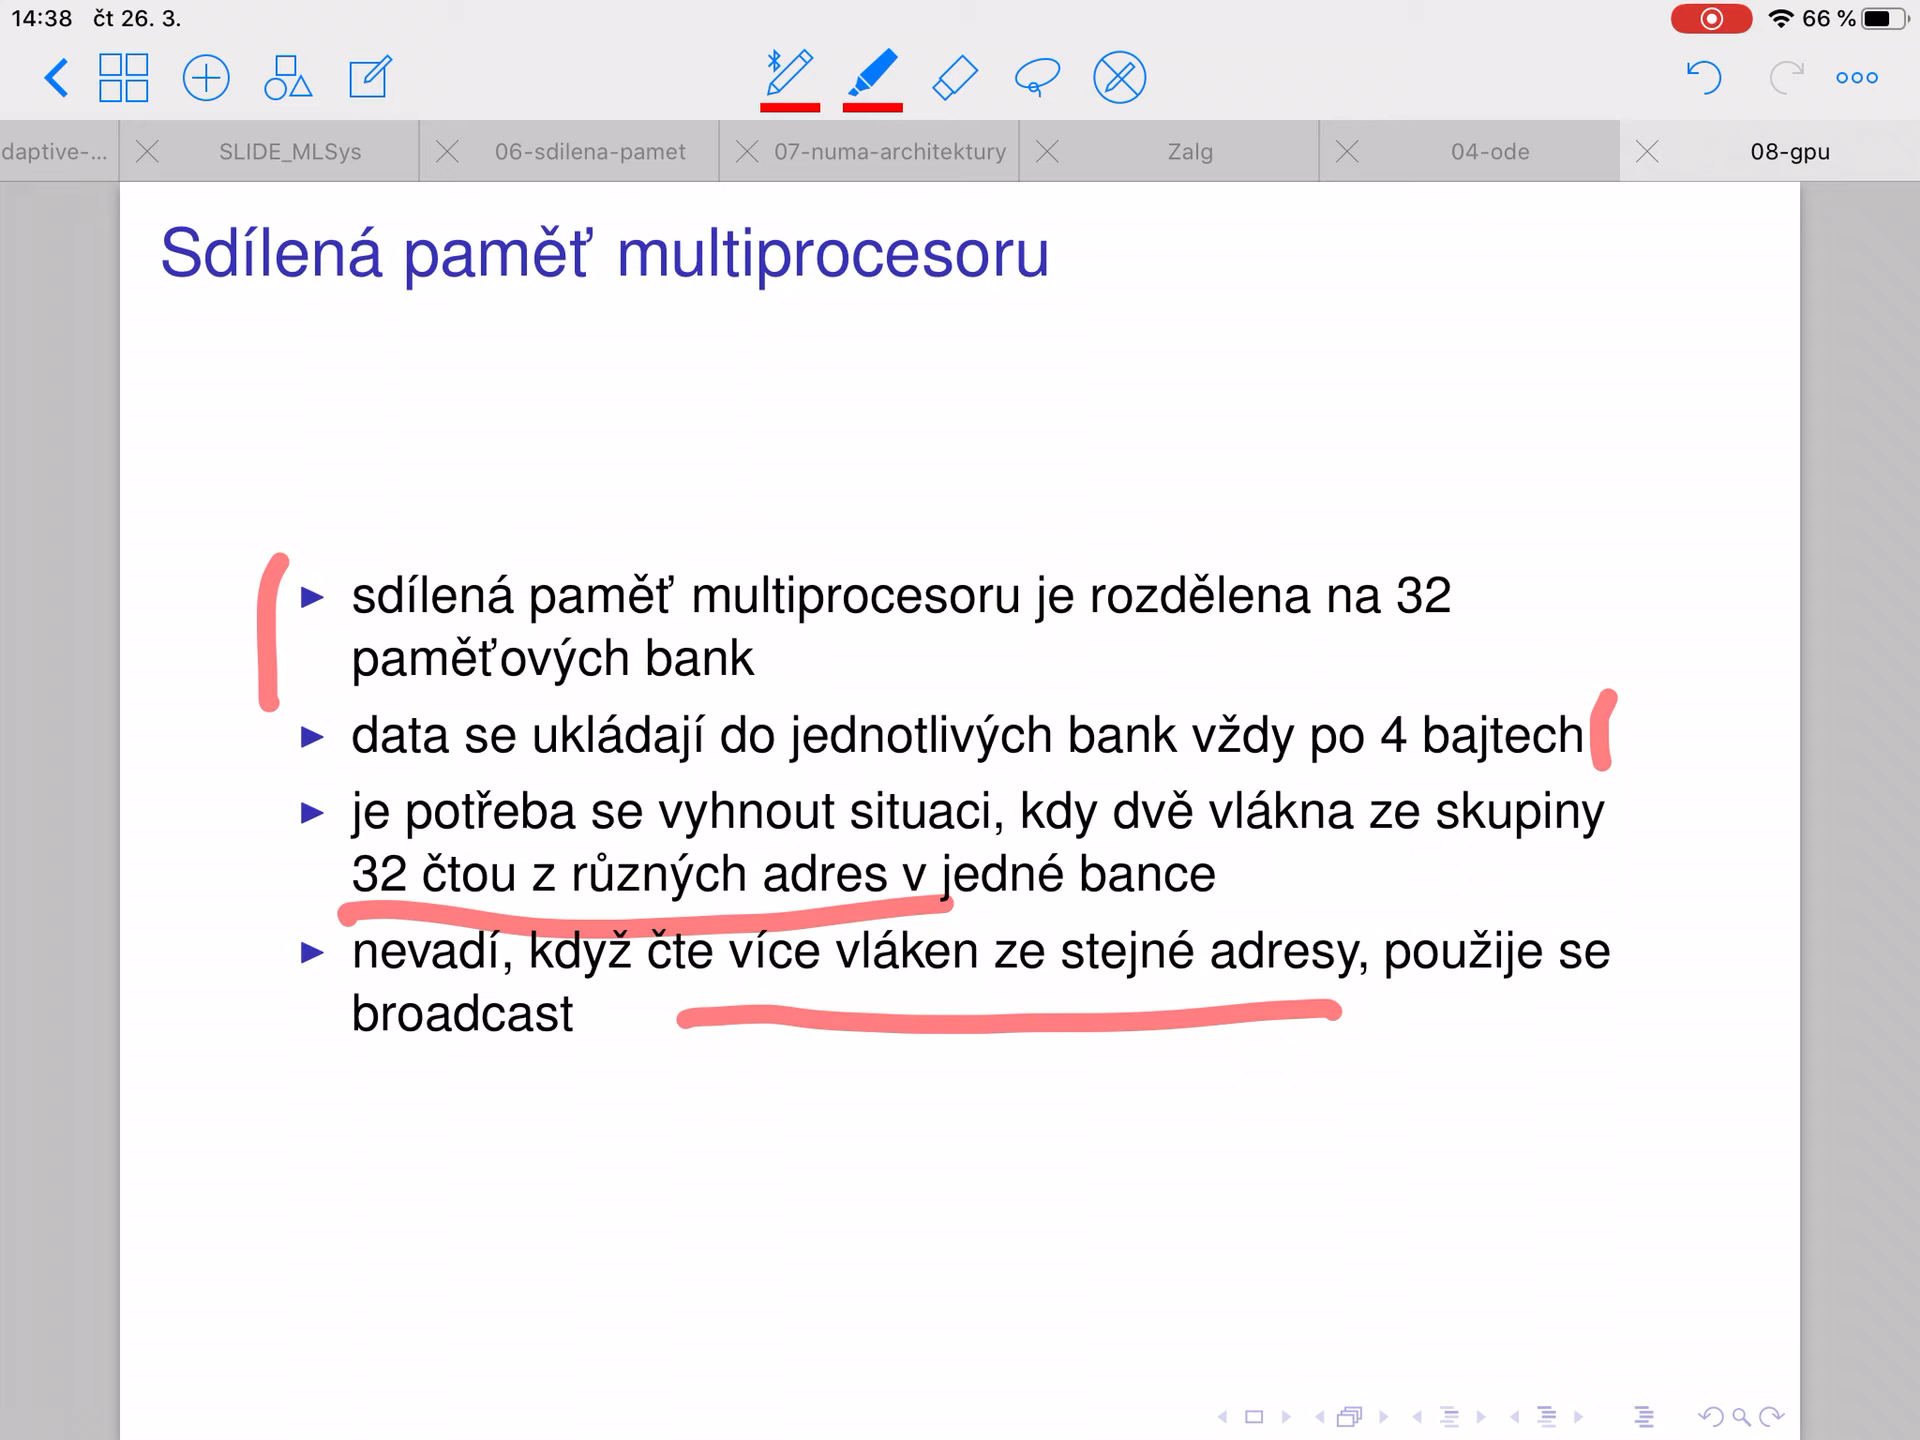 14:38 čt 26. 3.
66 %
daptive-...
SLIDE_MLSys
06-sdilena-pamet
07-numa-architektury
Zalg
04-ode
08-gpu
Sdílená paměť multiprocesoru
sdílená paměť multiprocesoru je rozdělena na 32
paměťových bank
data se ukládají do jednotlivých bank vždy po 4 bajtech
je potřeba se vyhnout situaci, kdy dvě vlákna ze skupiny
32 čtou z různých adres v jedné bance
nevadí, když čte více vláken ze stejné adresy, použije se
broadcast